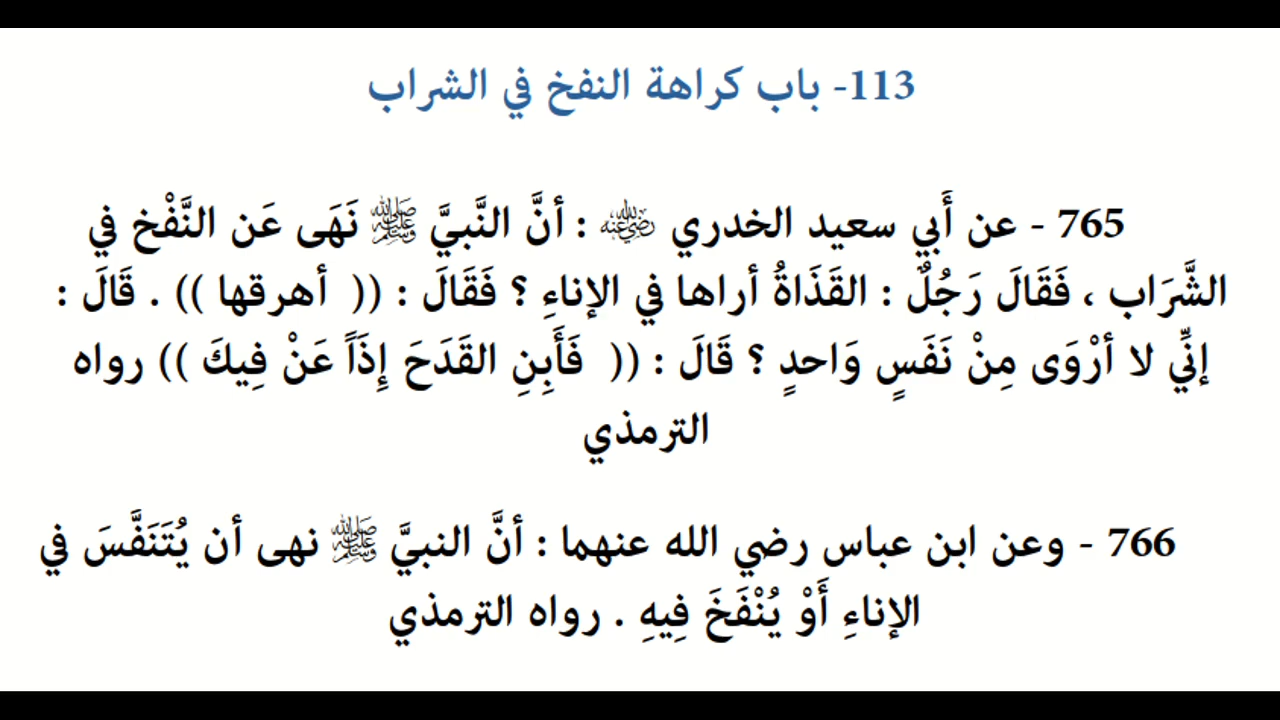 113- باب كراهة النفخ في الشراب
765 - عن أَبي سعيد الخدري رضي الله عنه : أنَّ النَّبيَّ ﷺ نَهَى عَن النَّفْخ في
الشَّرَاب ، فَقَالَ رَجُلٌ : القَذَاةُ أراها في الإناءِ ؟ فَقَالَ : (( أهرقها )) . قَالَ :
إنِّي لا أرْوَى مِنْ نَفَسٍ وَاحدٍ ؟ قَالَ : (( فَأَبِنِ القَدَحَ إِذَاً عَنْ فِيكَ )) رواه
الترمذي
766 - وعن ابن عباس رضي الله عنهما : أنَّ النبيَّ ﷺ نهى أن يُتَنَفَّسَ في
الإناءِ أَوْ يُنْفَخَ فِيهِ . رواه الترمذي